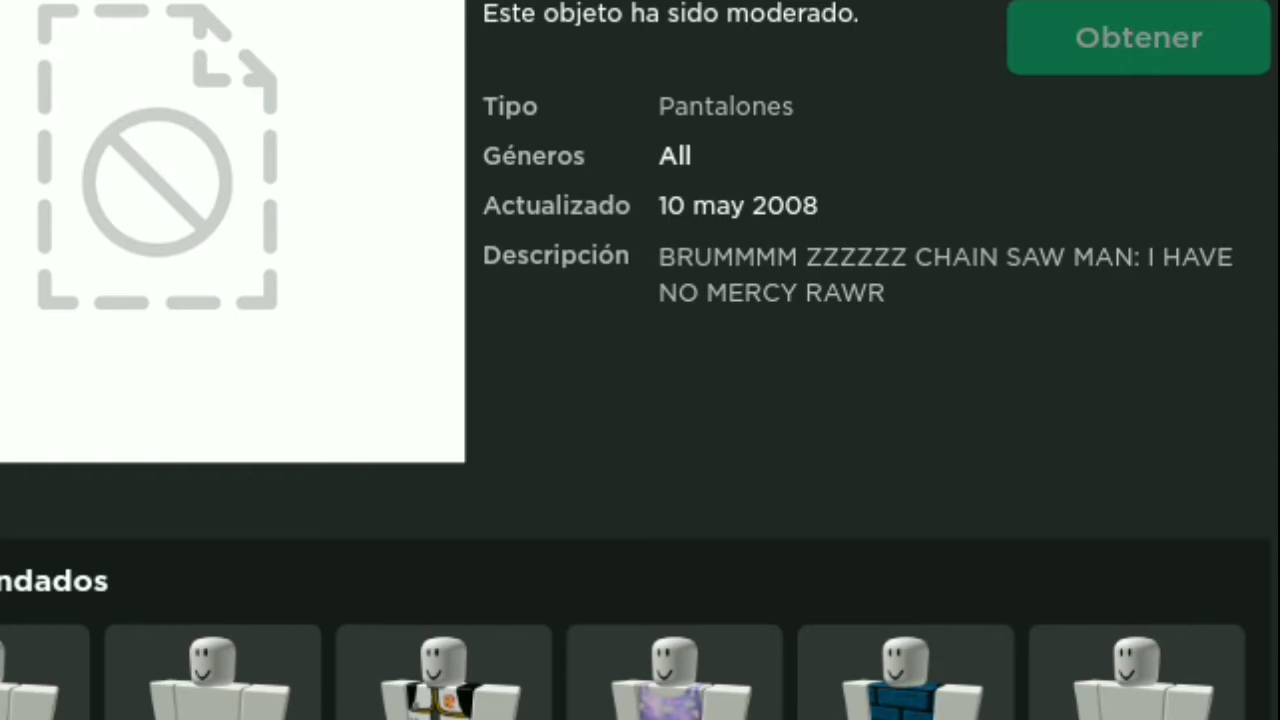 Este objeto ha sido moderado.
Obtener
Tipo Pantalones
Géneros All
Actualizado 10 may 2008
Descripción BRUMMMM ZZZZZZ CHAIN SAW MAN: I HAVE
NO MERCY RAWR
ndados